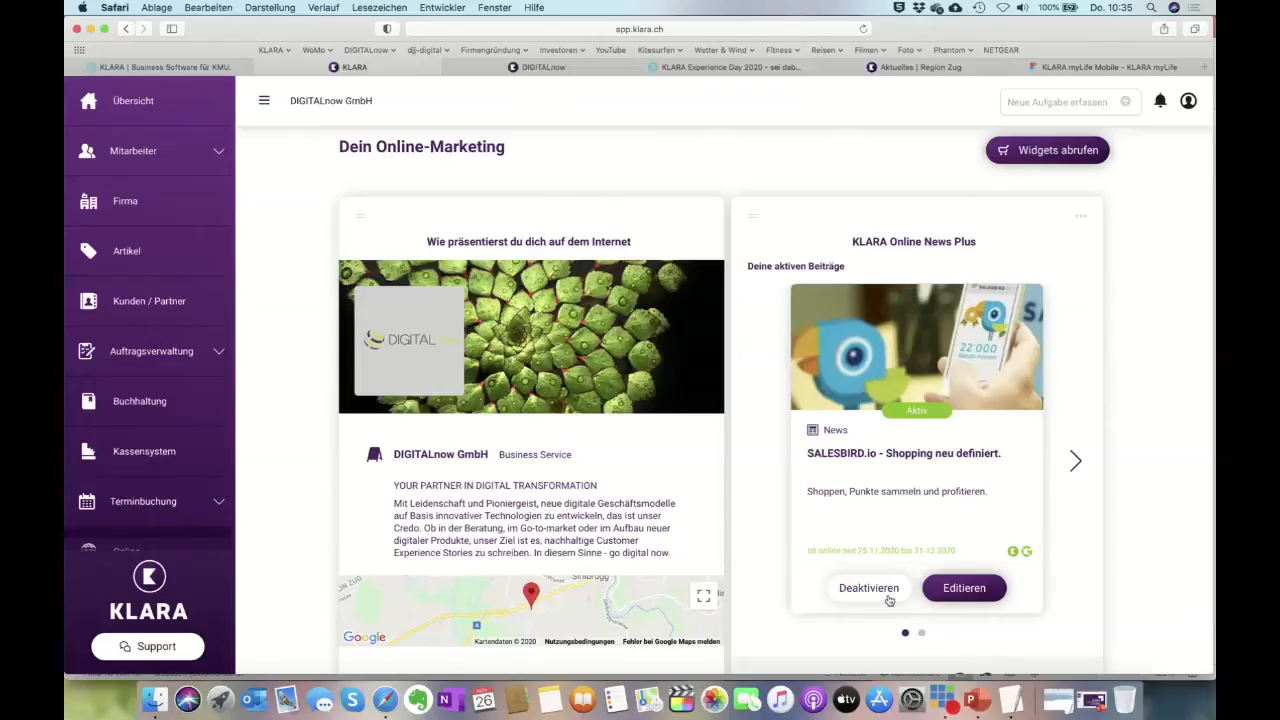 Safari Ablage Bearbeiten Darstellung Verlauf Lesezeichen Entwickler Fenster Hilfe 100% Do. 10:35
app.klara.ch
KLARA WoMo DIGITALnow djj-digital Firmengründung Investoren YouTube Kitesurfen Wetter & Wind Fitness Reisen Filmen Foto Phantom NETGEAR
KLARA | Business Software für KMU. KLARA DIGITALnow KLARA Experience Day 2020 - sei dab... Aktuelles | Region Zug KLARA myLife Mobile - KLARA myLife
Übersicht
DIGITALnow GmbH
Neue Aufgabe erfassen
Mitarbeiter
Firma
Artikel
Kunden / Partner
Auftragsverwaltung
Buchhaltung
Kassensystem
Terminbuchung
Online
KLARA
Support
Dein Online-Marketing
Widgets abrufen
Wie präsentierst du dich auf dem Internet
DIGITAL
DIGITALnow GmbH Business Service
YOUR PARTNER IN DIGITAL TRANSFORMATION
Mit Leidenschaft und Pioniergeist, neue digitale Geschäftsmodelle
auf Basis innovativer Technologien zu entwickeln, das ist unser
Credo. Ob in der Beratung, im Go-to-market oder im Aufbau neuer
digitaler Produkte, unser Ziel ist es, nachhaltige Customer
Experience Stories zu schreiben. In diesem Sinne - go digital now.
Sihlbrugg
Google Kartendaten © 2020 Nutzungsbedingungen Fehler bei Google Maps melden
KLARA Online News Plus
Deine aktiven Beiträge
SALESBIRD
22'000
Aktiv
News
SALESBIRD.io - Shopping neu definiert.
Shoppen, Punkte sammeln und profitieren.
Ist online seit 25.11.2020 bis 31-12-2020
Deaktivieren Editieren
NOV
26